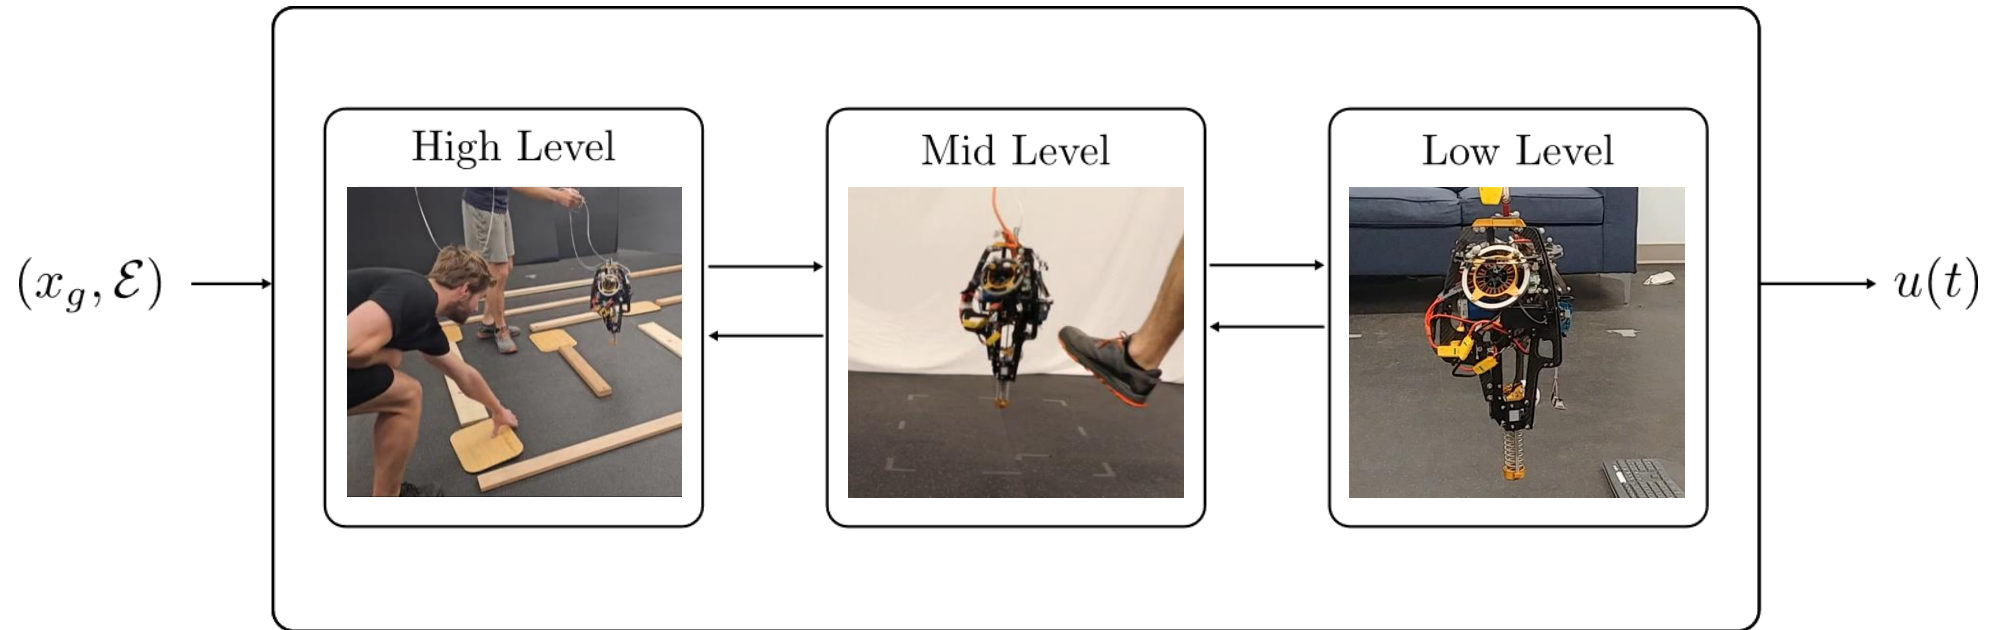 High Level
Mid Level
Low Level
(x_g, ℰ)
u(t)